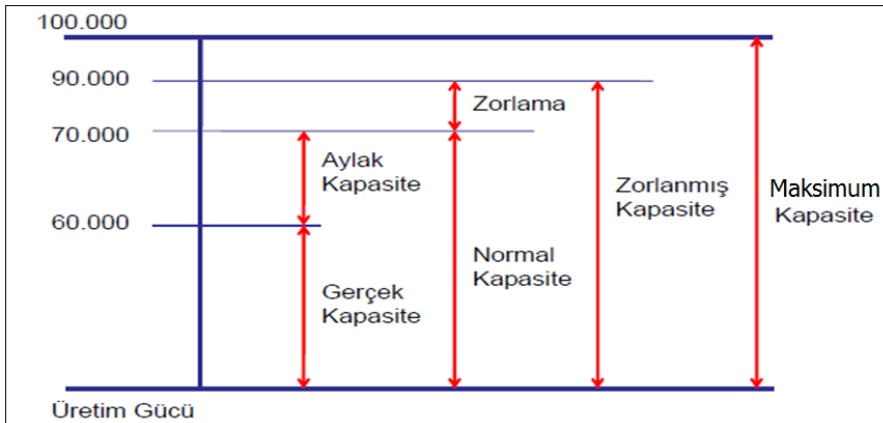 100.000
90.000
Zorlama
70.000
Aylak
Kapasite
Zorlanmış
Kapasite
Maksimum
Kapasite
60.000
Normal
Kapasite
Gerçek
Kapasite
Üretim Gücü